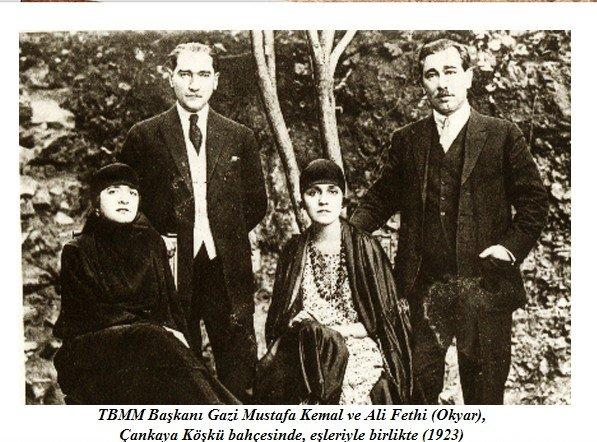 TBMM Başkanı Gazi Mustafa Kemal ve Ali Fethi (Okyar),
Çankaya Köşkü bahçesinde, eşleriyle birlikte (1923)